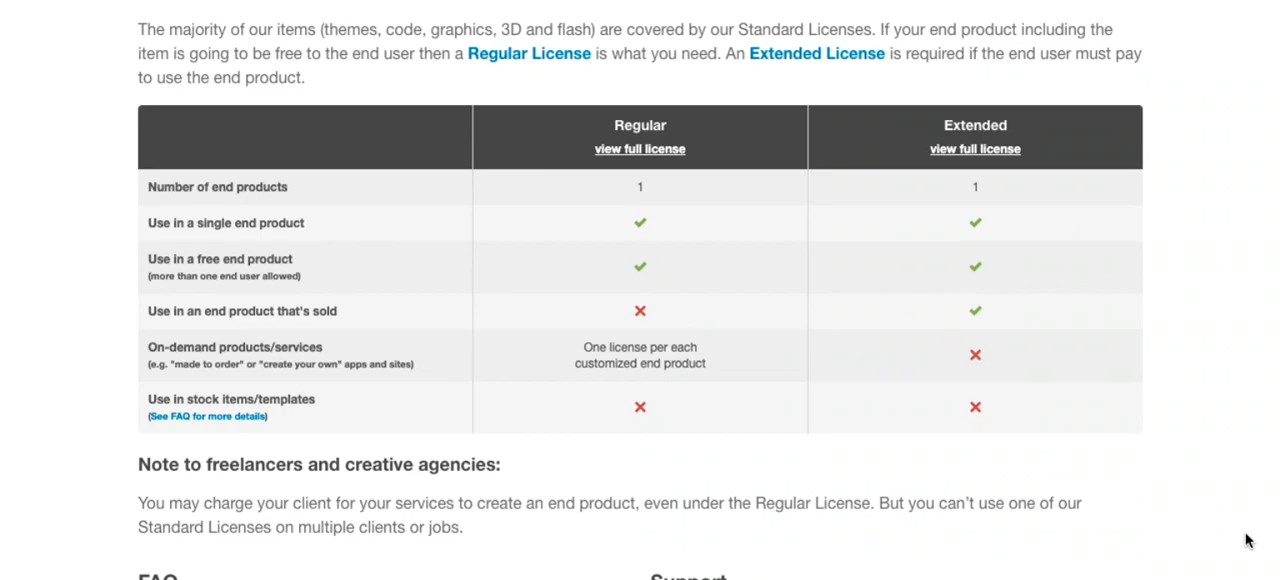 The majority of our items (themes, code, graphics, 3D and flash) are covered by our Standard Licenses. If your end product including the
item is going to be free to the end user then a Regular License is what you need. An Extended License is required if the end user must pay
to use the end product.
Regular
Extended
view full license
view full license
Number of end products
1
1
Use in a single end product
Use in a free end product
(more than one end user allowed)
Use in an end product that's sold
On-demand products/services
(e.g. "made to order" or "create your own" apps and sites)
One license per each
customized end product
Use in stock items/templates
(See FAQ for more details)
Note to freelancers and creative agencies:
You may charge your client for your services to create an end product, even under the Regular License. But you can’t use one of our
Standard Licenses on multiple clients or jobs.
FAQ
Support